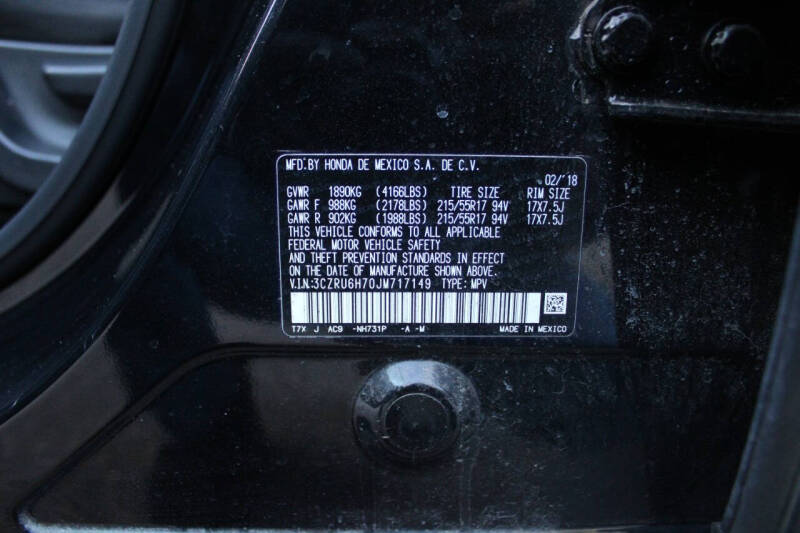 MFD.BY HONDA DE MEXICO S.A. DE C.V.
02/'18
GVWR 1890KG (4166LBS) TIRE SIZE RIM SIZE
GAWR F 988KG (2178LBS) 215/55R17 94V 17X7.5J
GAWR R 902KG (1988LBS) 215/55R17 94V 17X7.5J
THIS VEHICLE CONFORMS TO ALL APPLICABLE
FEDERAL MOTOR VEHICLE SAFETY
AND THEFT PREVENTION STANDARDS IN EFFECT
ON THE DATE OF MANUFACTURE SHOWN ABOVE.
V.I.N:3CZRU6H70JM717149 TYPE: MPV
T7X J AC9 -NH731P -A -M MADE IN MEXICO